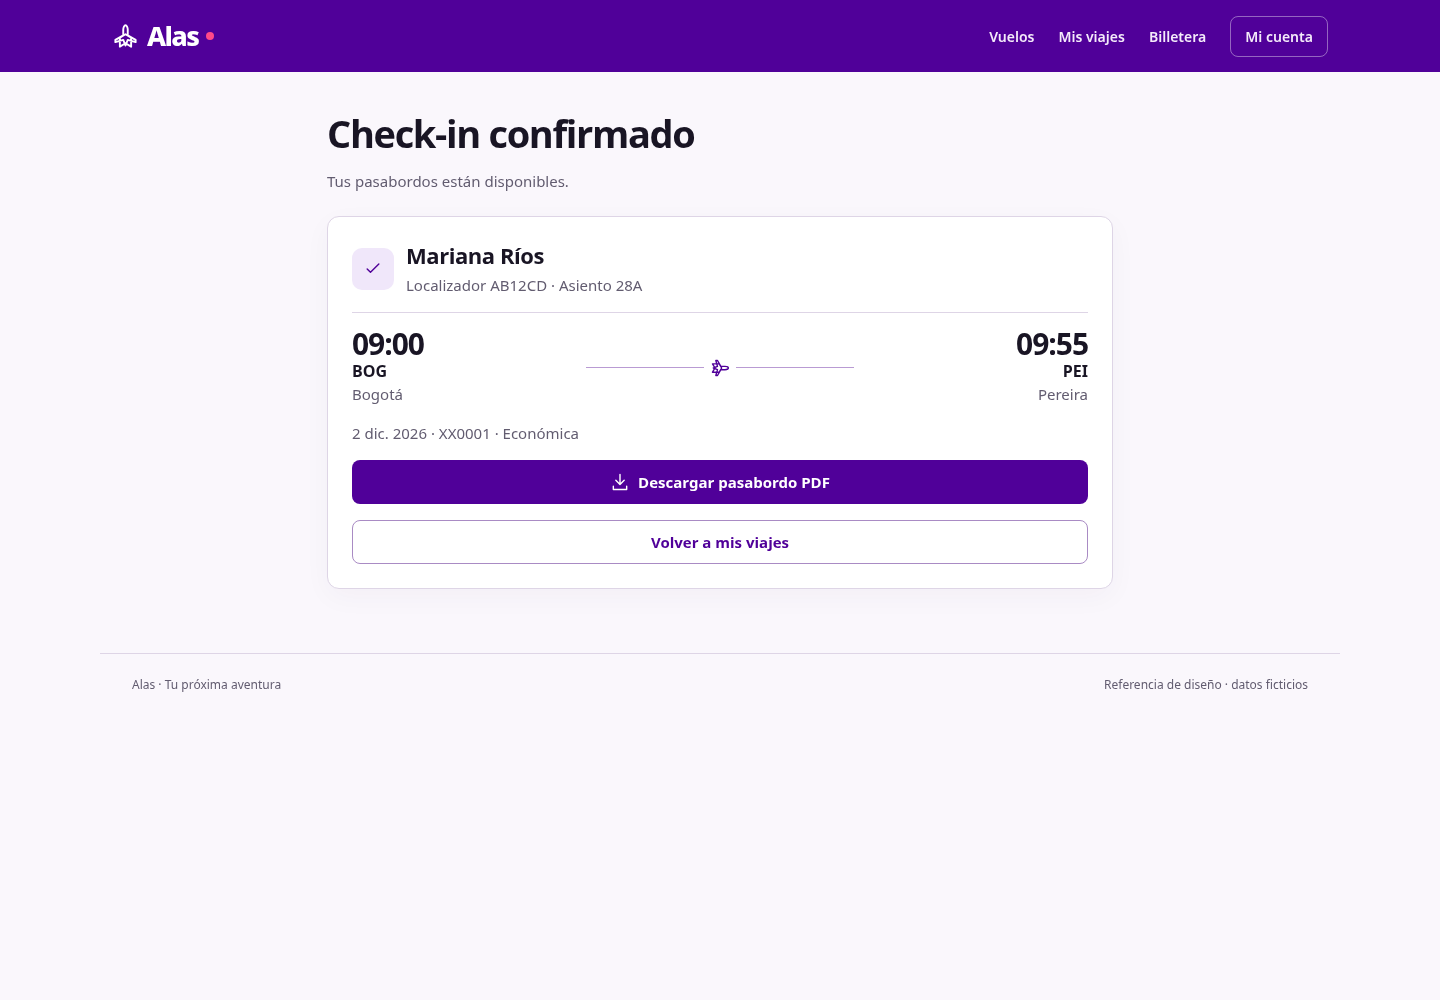 Alas
Vuelos
Mis viajes
Billetera
Mi cuenta
Check-in confirmado
Tus pasabordos están disponibles.
Mariana Ríos
Localizador AB12CD · Asiento 28A
09:00
BOG
Bogotá
09:55
PEI
Pereira
2 dic. 2026 · XX0001 · Económica
Descargar pasabordo PDF
Volver a mis viajes
Alas · Tu próxima aventura
Referencia de diseño · datos ficticios